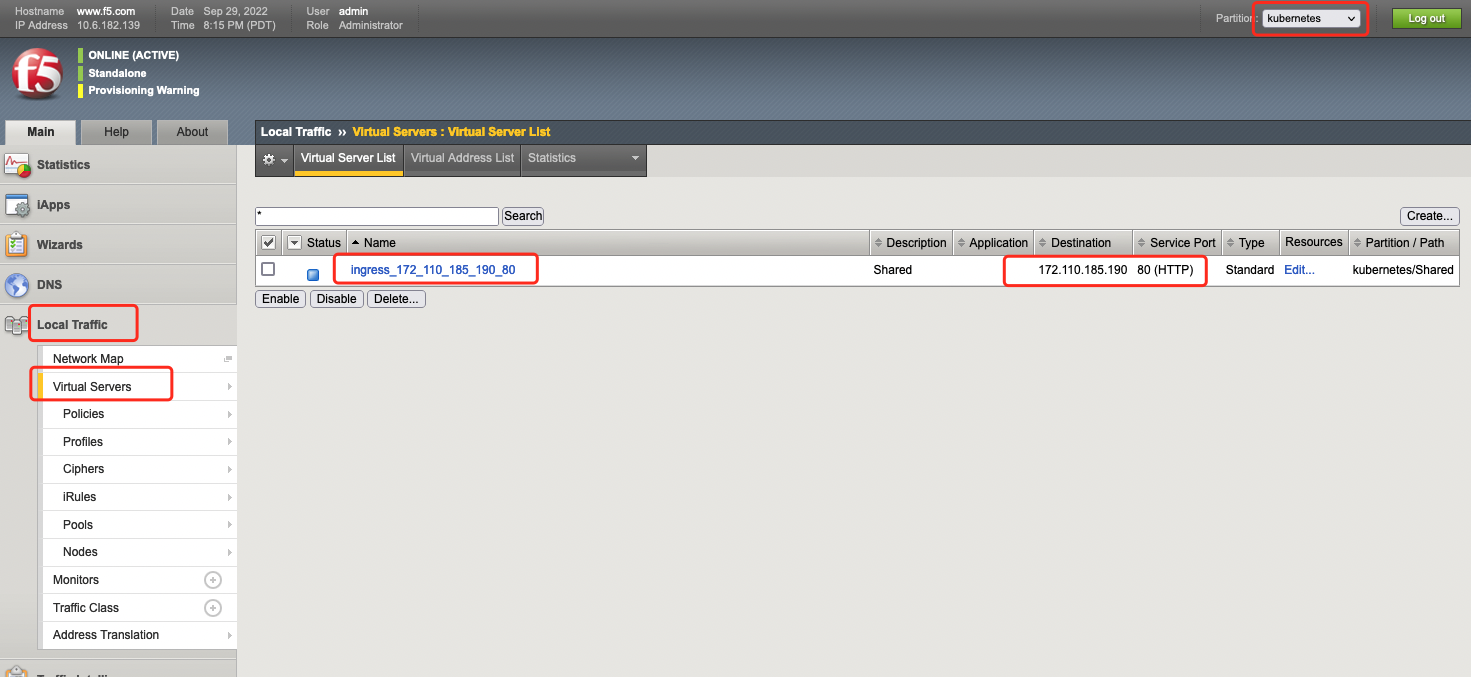 Hostname www.f5.com Date Sep 29, 2022 User admin
IP Address 10.6.182.139 Time 8:15 PM (PDT) Role Administrator
Partition: kubernetes Log out
f5
ONLINE (ACTIVE)
Standalone
Provisioning Warning
Main Help About
Local Traffic ›› Virtual Servers : Virtual Server List
Virtual Server List Virtual Address List Statistics
Statistics
iApps
Wizards
DNS
Local Traffic
Network Map
Virtual Servers
Policies
Profiles
Ciphers
iRules
Pools
Nodes
Monitors
Traffic Class
Address Translation
* Search Create...
Status Name Description Application Destination Service Port Type Resources Partition / Path
ingress_172_110_185_190_80 Shared 172.110.185.190 80 (HTTP) Standard Edit... kubernetes/Shared
Enable Disable Delete...